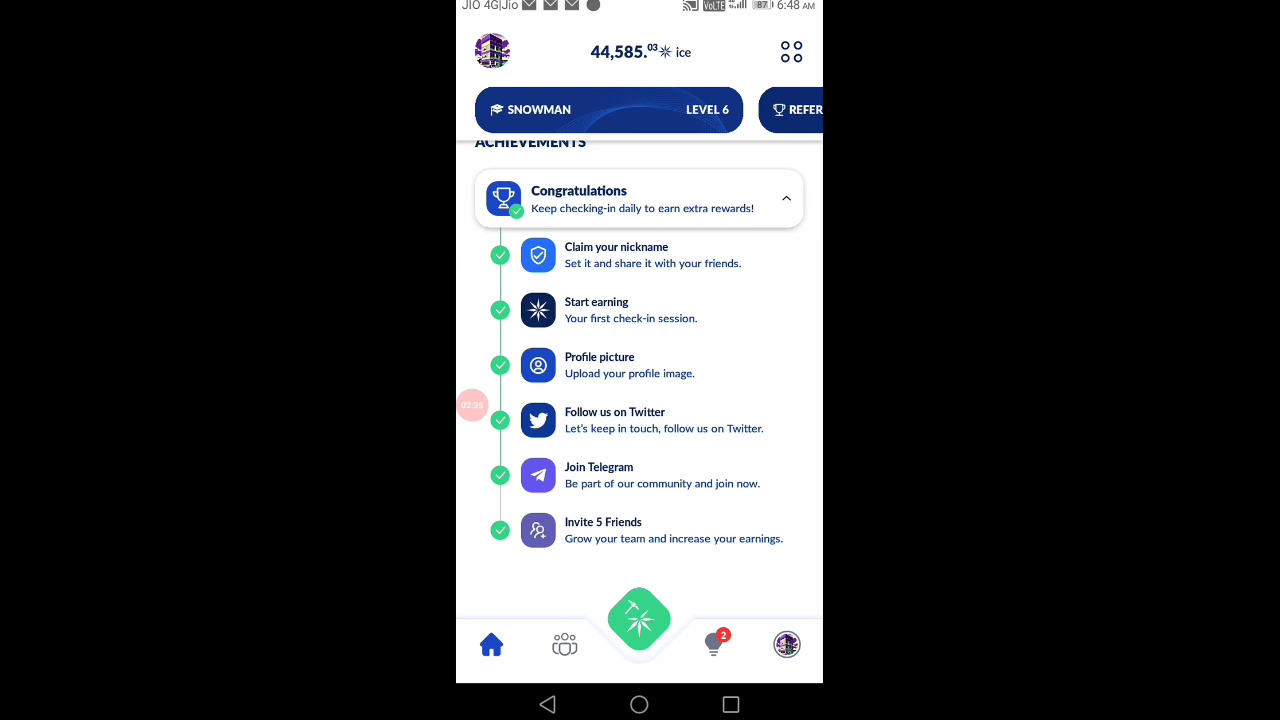 JIO 4G|Jio VoLTE 87 6:48 AM
44,585.03 ice
SNOWMAN LEVEL 6 REFER
ACHIEVEMENTS
Congratulations
Keep checking-in daily to earn extra rewards!
Claim your nickname
Set it and share it with your friends.
Start earning
Your first check-in session.
Profile picture
Upload your profile image.
02:35
Follow us on Twitter
Let's keep in touch, follow us on Twitter.
Join Telegram
Be part of our community and join now.
Invite 5 Friends
Grow your team and increase your earnings.
2